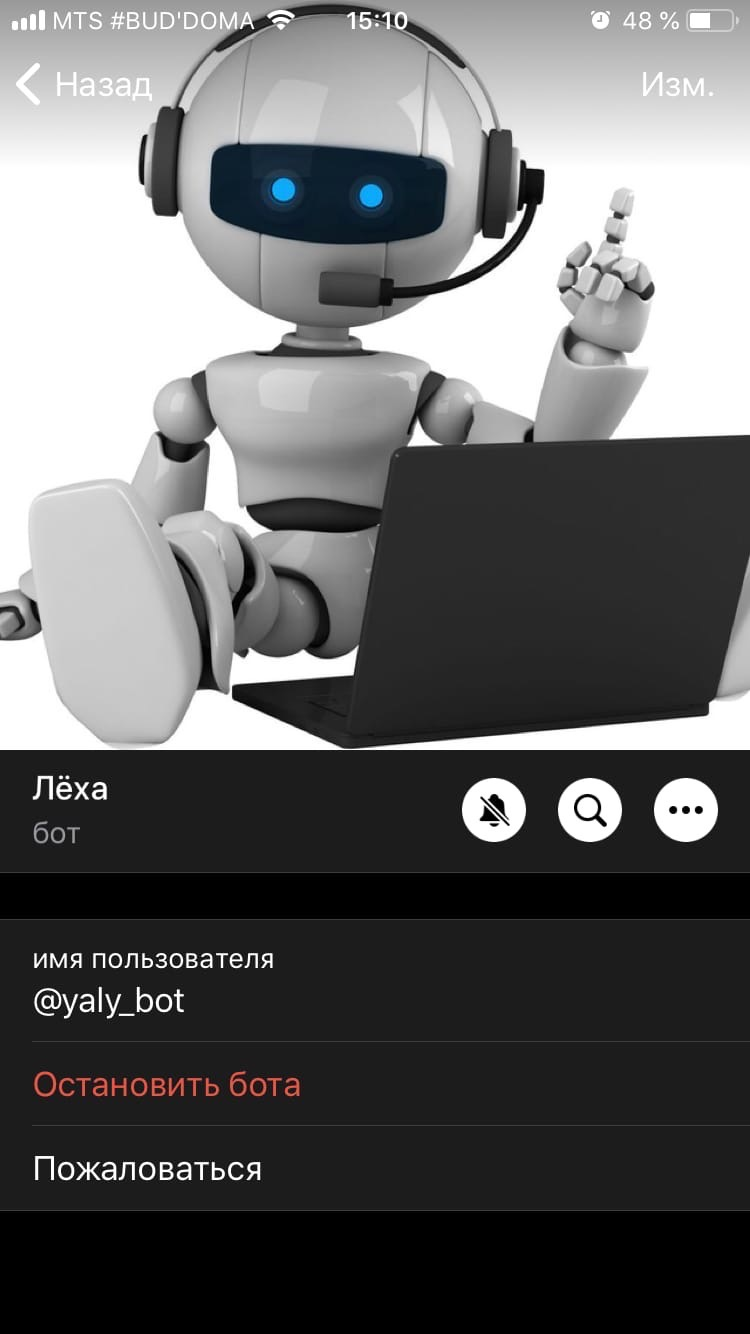 MTS #BUD'DOMA 15:10 48 %
Назад Изм.
Лёха
бот
имя пользователя
@yaly_bot
Остановить бота
Пожаловаться